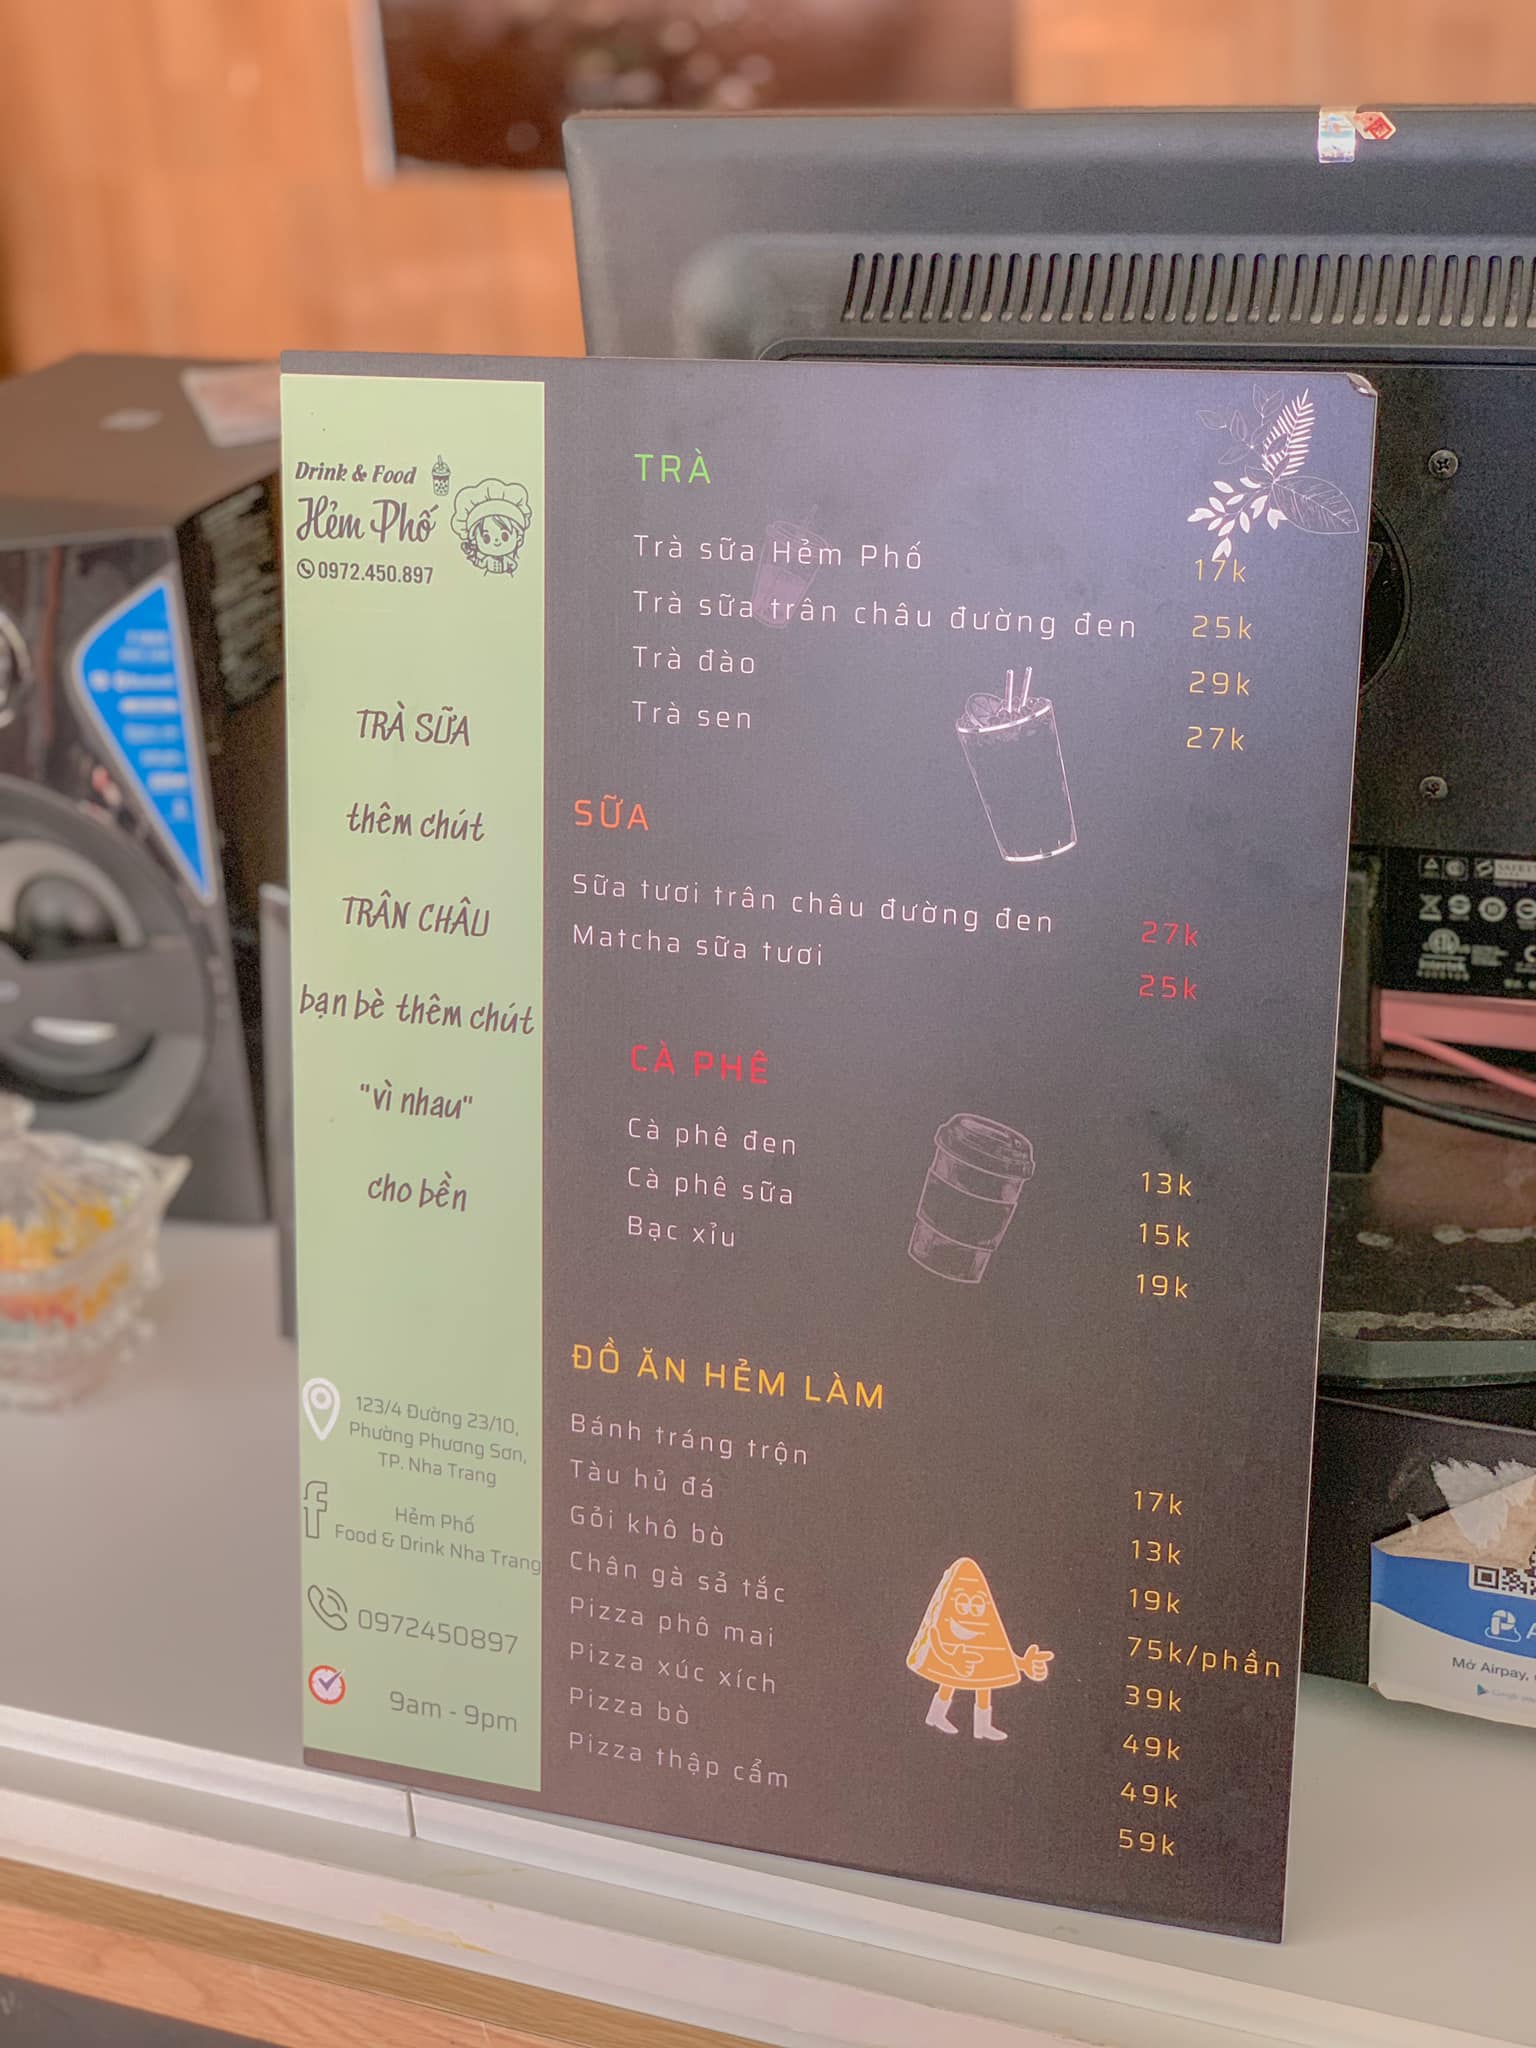 Drink & Food
Hẻm Phố
0972.450.897
TRÀ SỮA
thêm chút
TRÂN CHÂU
bạn bè thêm chút
"vì nhau"
cho bền
123/4 Đường 23/10,
Phường Phương Sơn,
TP. Nha Trang
Hẻm Phố
Food & Drink Nha Trang
0972450897
9am - 9pm
TRÀ
Trà sữa Hẻm Phố 17k
Trà sữa trân châu đường đen 25k
Trà đào 29k
Trà sen 27k
SỮA
Sữa tươi trân châu đường đen 27k
Matcha sữa tươi 25k
CÀ PHÊ
Cà phê đen 13k
Cà phê sữa 15k
Bạc xỉu 19k
ĐỒ ĂN HẺM LÀM
Bánh tráng trộn 17k
Tàu hủ đá 13k
Gỏi khô bò 19k
Chân gà sả tắc 75k/phần
Pizza phô mai 39k
Pizza xúc xích 49k
Pizza bò 49k
Pizza thập cẩm 59k
Mở Airpay,